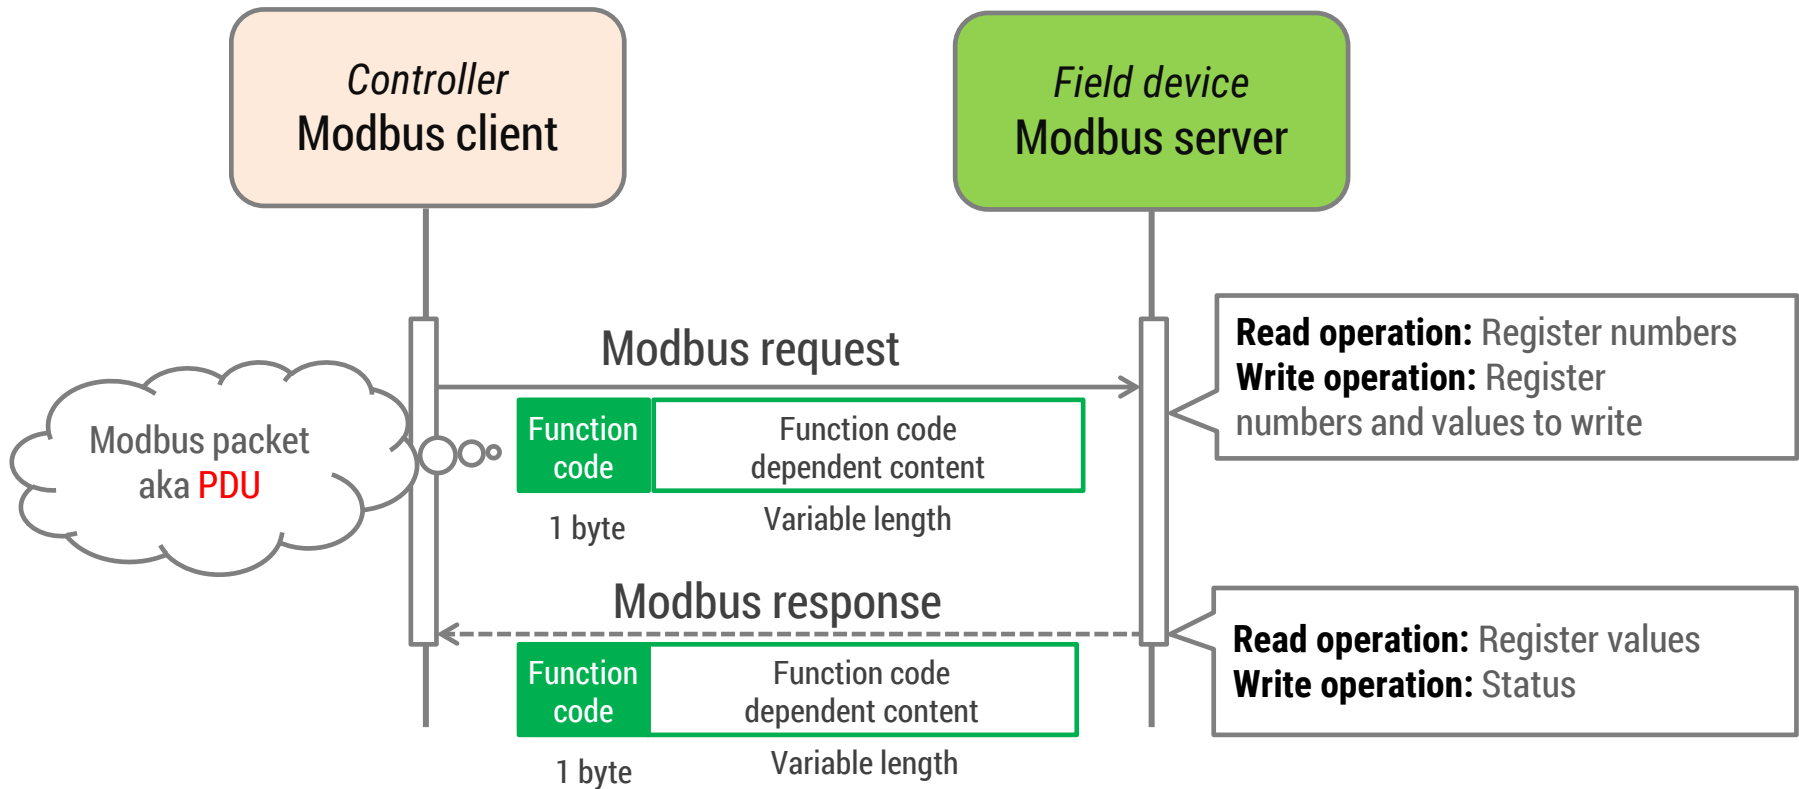 Controller
Modbus client
Field device
Modbus server
Modbus request
Read operation: Register numbers
Write operation: Register
numbers and values to write
Modbus packet
aka PDU
Function
code
Function code
dependent content
1 byte
Variable length
Modbus response
Read operation: Register values
Write operation: Status
Function
code
Function code
dependent content
1 byte
Variable length